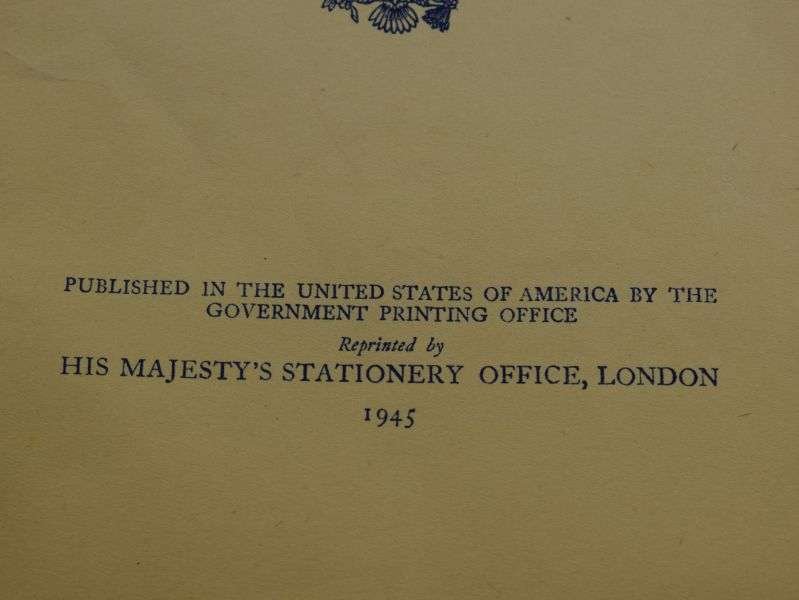 PUBLISHED IN THE UNITED STATES OF AMERICA BY THE
GOVERNMENT PRINTING OFFICE
Reprinted by
HIS MAJESTY'S STATIONERY OFFICE, LONDON
1945